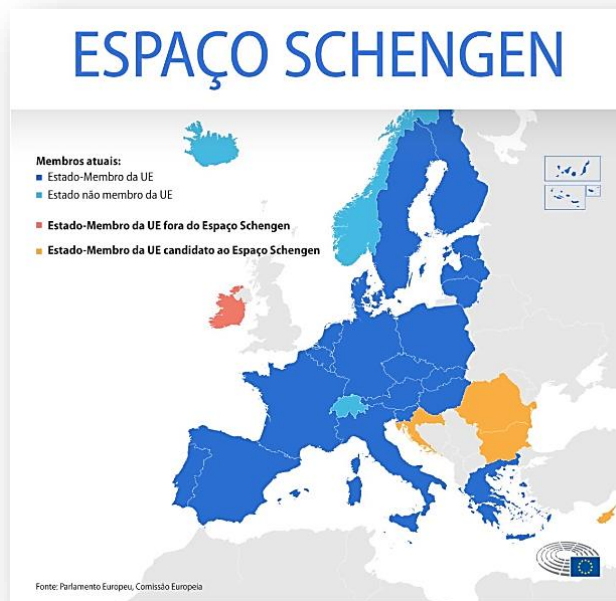 ESPAÇO SCHENGEN
Membros atuais:
Estado-Membro da UE
Estado não membro da UE
Estado-Membro da UE fora do Espaço Schengen
Estado-Membro da UE candidato ao Espaço Schengen
Fonte: Parlamento Europeu, Comissão Europeia